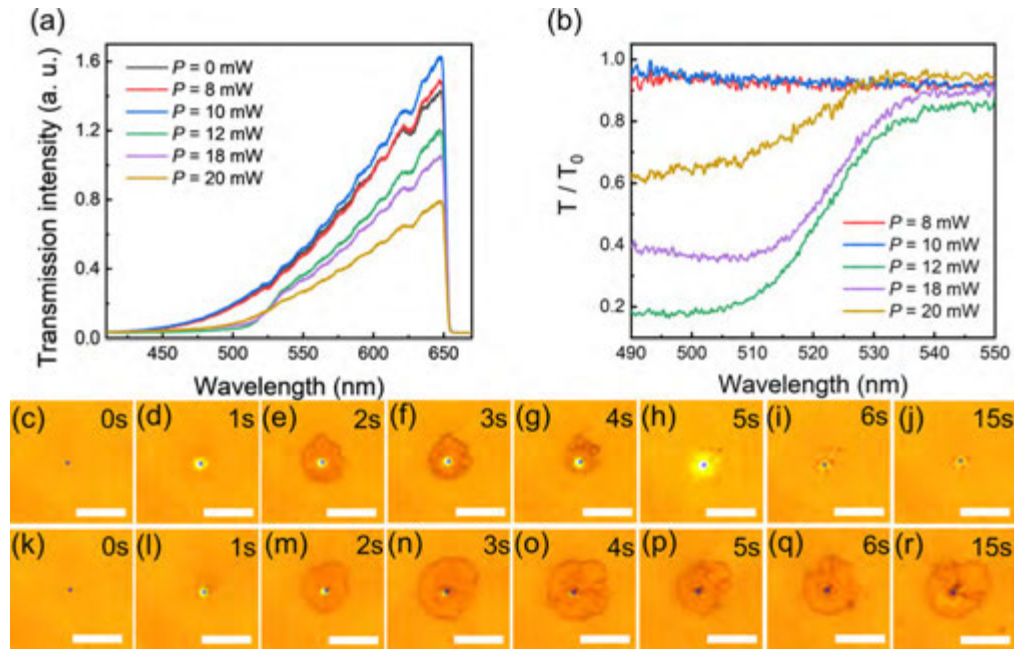 (a)
Transmission intensity (a. u.)
1.6
1.2
0.8
0.4
0.0
P = 0 mW
P = 8 mW
P = 10 mW
P = 12 mW
P = 18 mW
P = 20 mW
450 500 550 600 650
Wavelength (nm)
(b)
T / T0
1.0
0.8
0.6
0.4
0.2
P = 8 mW
P = 10 mW
P = 12 mW
P = 18 mW
P = 20 mW
490 500 510 520 530 540 550
Wavelength (nm)
(c) 0s (d) 1s (e) 2s (f) 3s (g) 4s (h) 5s (i) 6s (j) 15s
(k) 0s (l) 1s (m) 2s (n) 3s (o) 4s (p) 5s (q) 6s (r) 15s